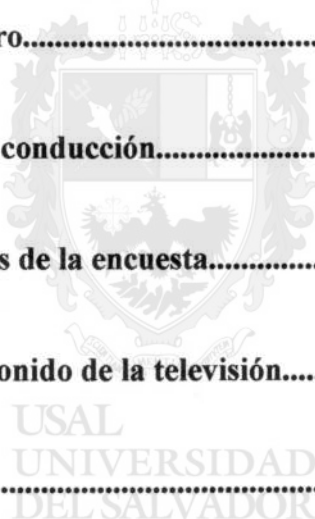 ro..........................
conducción....................
s de la encuesta..............
onido de la televisión.....
USAL
UNIVERSIDAD
..............................
DEL SALVADOR